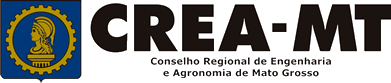 CREA-MT
Conselho Regional de Engenharia
e Agronomia de Mato Grosso